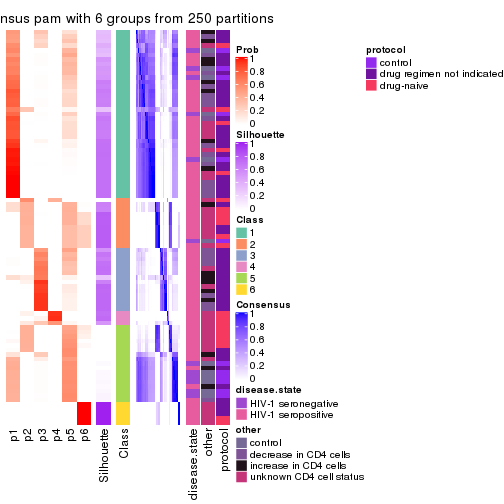 nsus pam with 6 groups from 250 partitions
Prob
1
0.8
0.6
0.4
0.2
0
Silhouette
1
0.8
0.6
0.4
0.2
0
Class
1
2
3
4
5
6
Consensus
1
0.8
0.6
0.4
0.2
0
disease.state
HIV-1 seronegative
HIV-1 seropositive
other
control
decrease in CD4 cells
increase in CD4 cells
unknown CD4 cell status
protocol
control
drug regimen not indicated
drug-naive
p1
p2
p3
p4
p5
p6
Silhouette
Class
disease.state
other
protocol